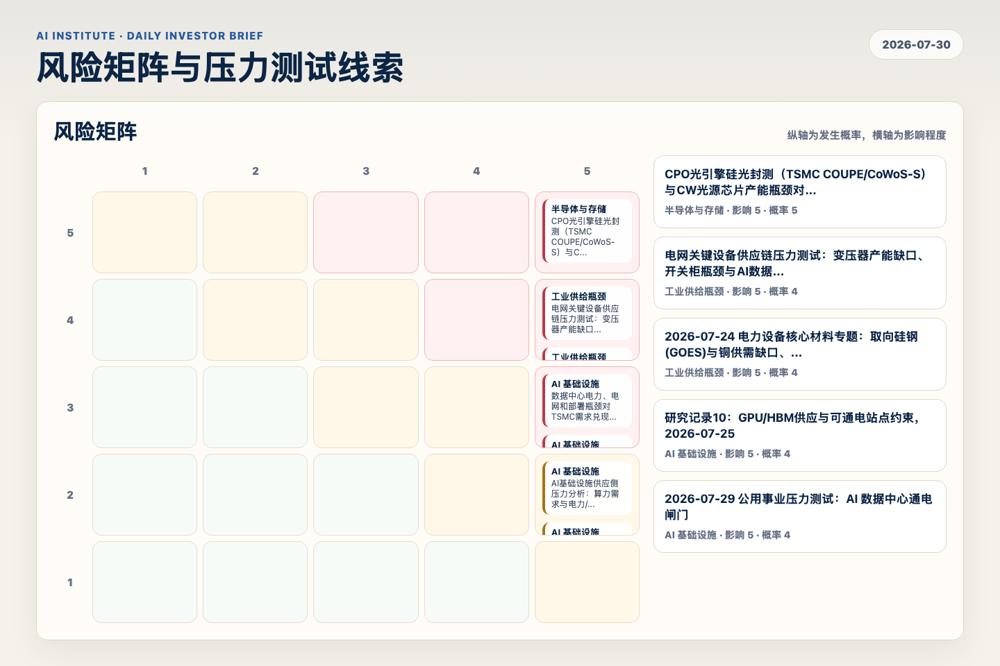 AI INSTITUTE · DAILY INVESTOR BRIEF
2026-07-30
风险矩阵与压力测试线索
风险矩阵
纵轴为发生概率，横轴为影响程度
1
2
3
4
5
5
半导体与存储
CPO光引擎硅光封
测（TSMC
COUPE/CoWoS-
S）与C...
4
工业供给瓶颈
电网关键设备供应
链压力测试：变压
器产能缺口...
工业供给瓶颈
3
AI 基础设施
数据中心电力、电
网和部署瓶颈对
TSMC需求兑现...
AI 基础设施
2
AI 基础设施
AI基础设施供应侧
压力分析：算力需
求与电力/...
AI 基础设施
1
CPO光引擎硅光封测（TSMC COUPE/CoWoS-S）
与CW光源芯片产能瓶颈对...
半导体与存储 · 影响 5 · 概率 5
电网关键设备供应链压力测试：变压器产能缺口、
开关柜瓶颈与AI数据...
工业供给瓶颈 · 影响 5 · 概率 4
2026-07-24 电力设备核心材料专题：取向硅钢
(GOES)与铜供需缺口、...
工业供给瓶颈 · 影响 5 · 概率 4
研究记录10：GPU/HBM供应与可通电站点约束，
2026-07-25
AI 基础设施 · 影响 5 · 概率 4
2026-07-29 公用事业压力测试：AI 数据中心通电
闸门
AI 基础设施 · 影响 5 · 概率 4